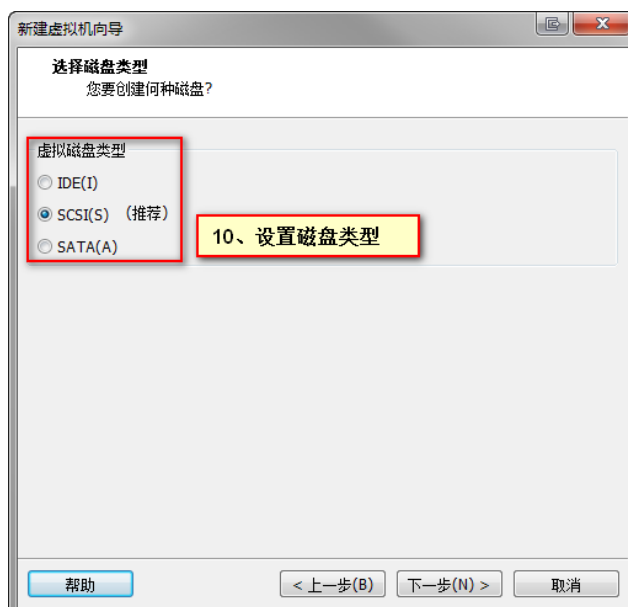 新建虚拟机向导
选择磁盘类型
您要创建何种磁盘?
虚拟磁盘类型
IDE(I)
SCSI(S) (推荐)
SATA(A)
10、设置磁盘类型
帮助
< 上一步(B)
下一步(N) >
取消